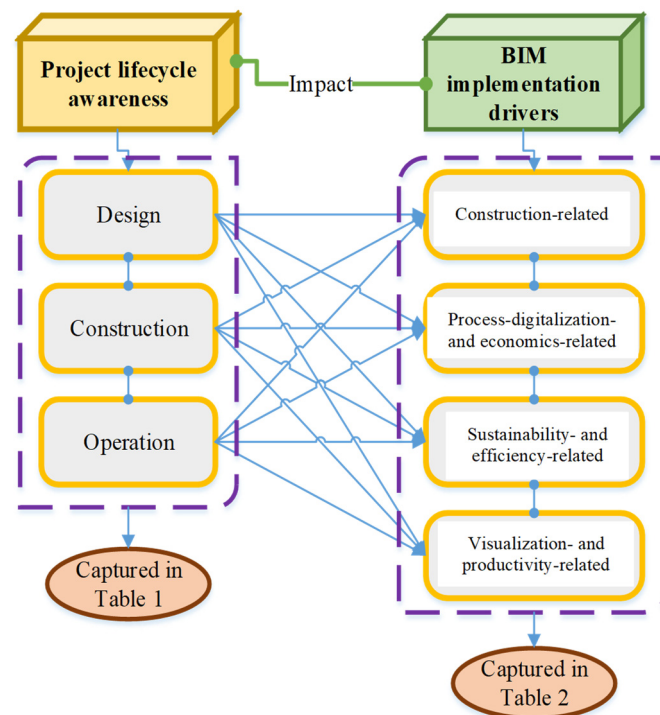 Project lifecycle
awareness
Impact
BIM
implementation
drivers
Design
Construction
Operation
Captured in
Table 1
Construction-related
Process-digitalization-
and economics-related
Sustainability- and
efficiency-related
Visualization- and
productivity-related
Captured in
Table 2